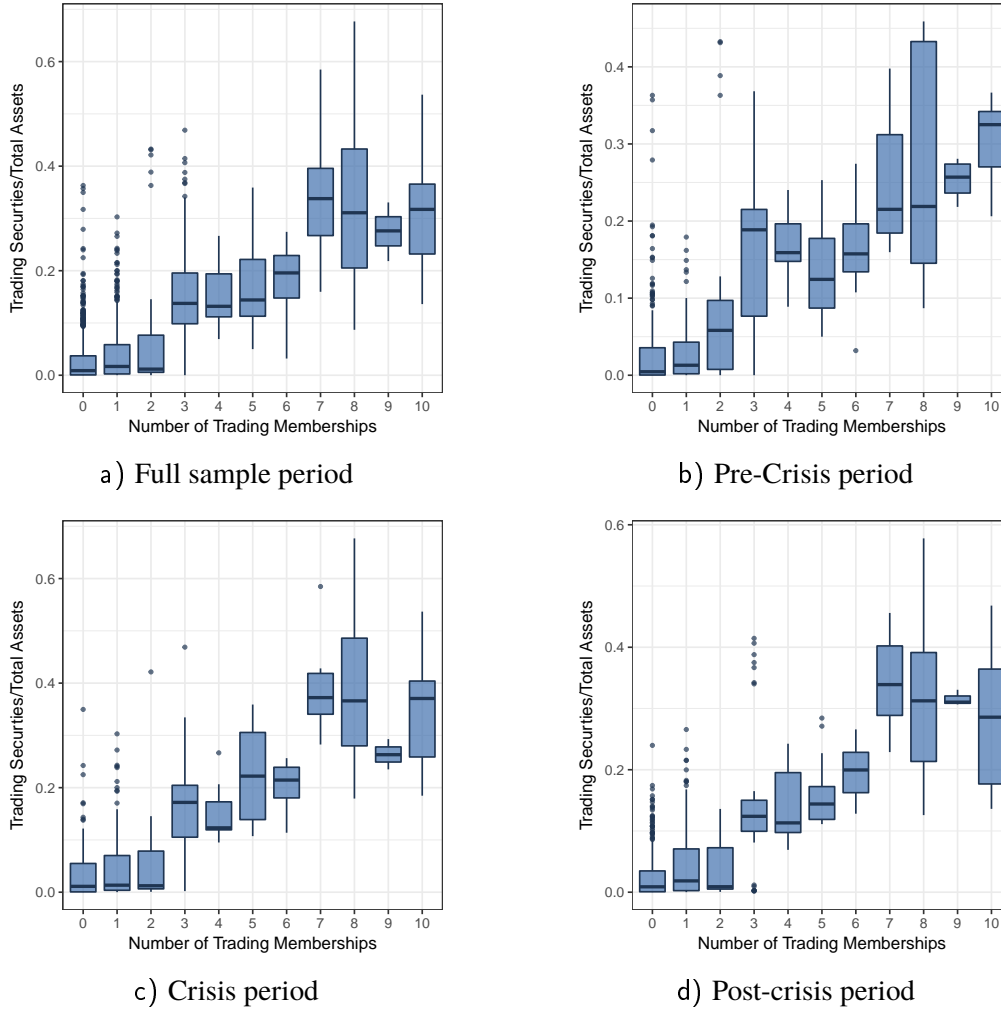 Trading Securties/Total Assets
0.6
0.4
0.2
0.0
0 1 2 3 4 5 6 7 8 9 10
Number of Trading Memberships
a) Full sample period
Trading Securties/Total Assets
0.4
0.3
0.2
0.1
0.0
0 1 2 3 4 5 6 7 8 9 10
Number of Trading Memberships
b) Pre-Crisis period
Trading Securties/Total Assets
0.6
0.4
0.2
0.0
0 1 2 3 4 5 6 7 8 9 10
Number of Trading Memberships
c) Crisis period
Trading Securties/Total Assets
0.6
0.4
0.2
0.0
0 1 2 3 4 5 6 7 8 9 10
Number of Trading Memberships
d) Post-crisis period